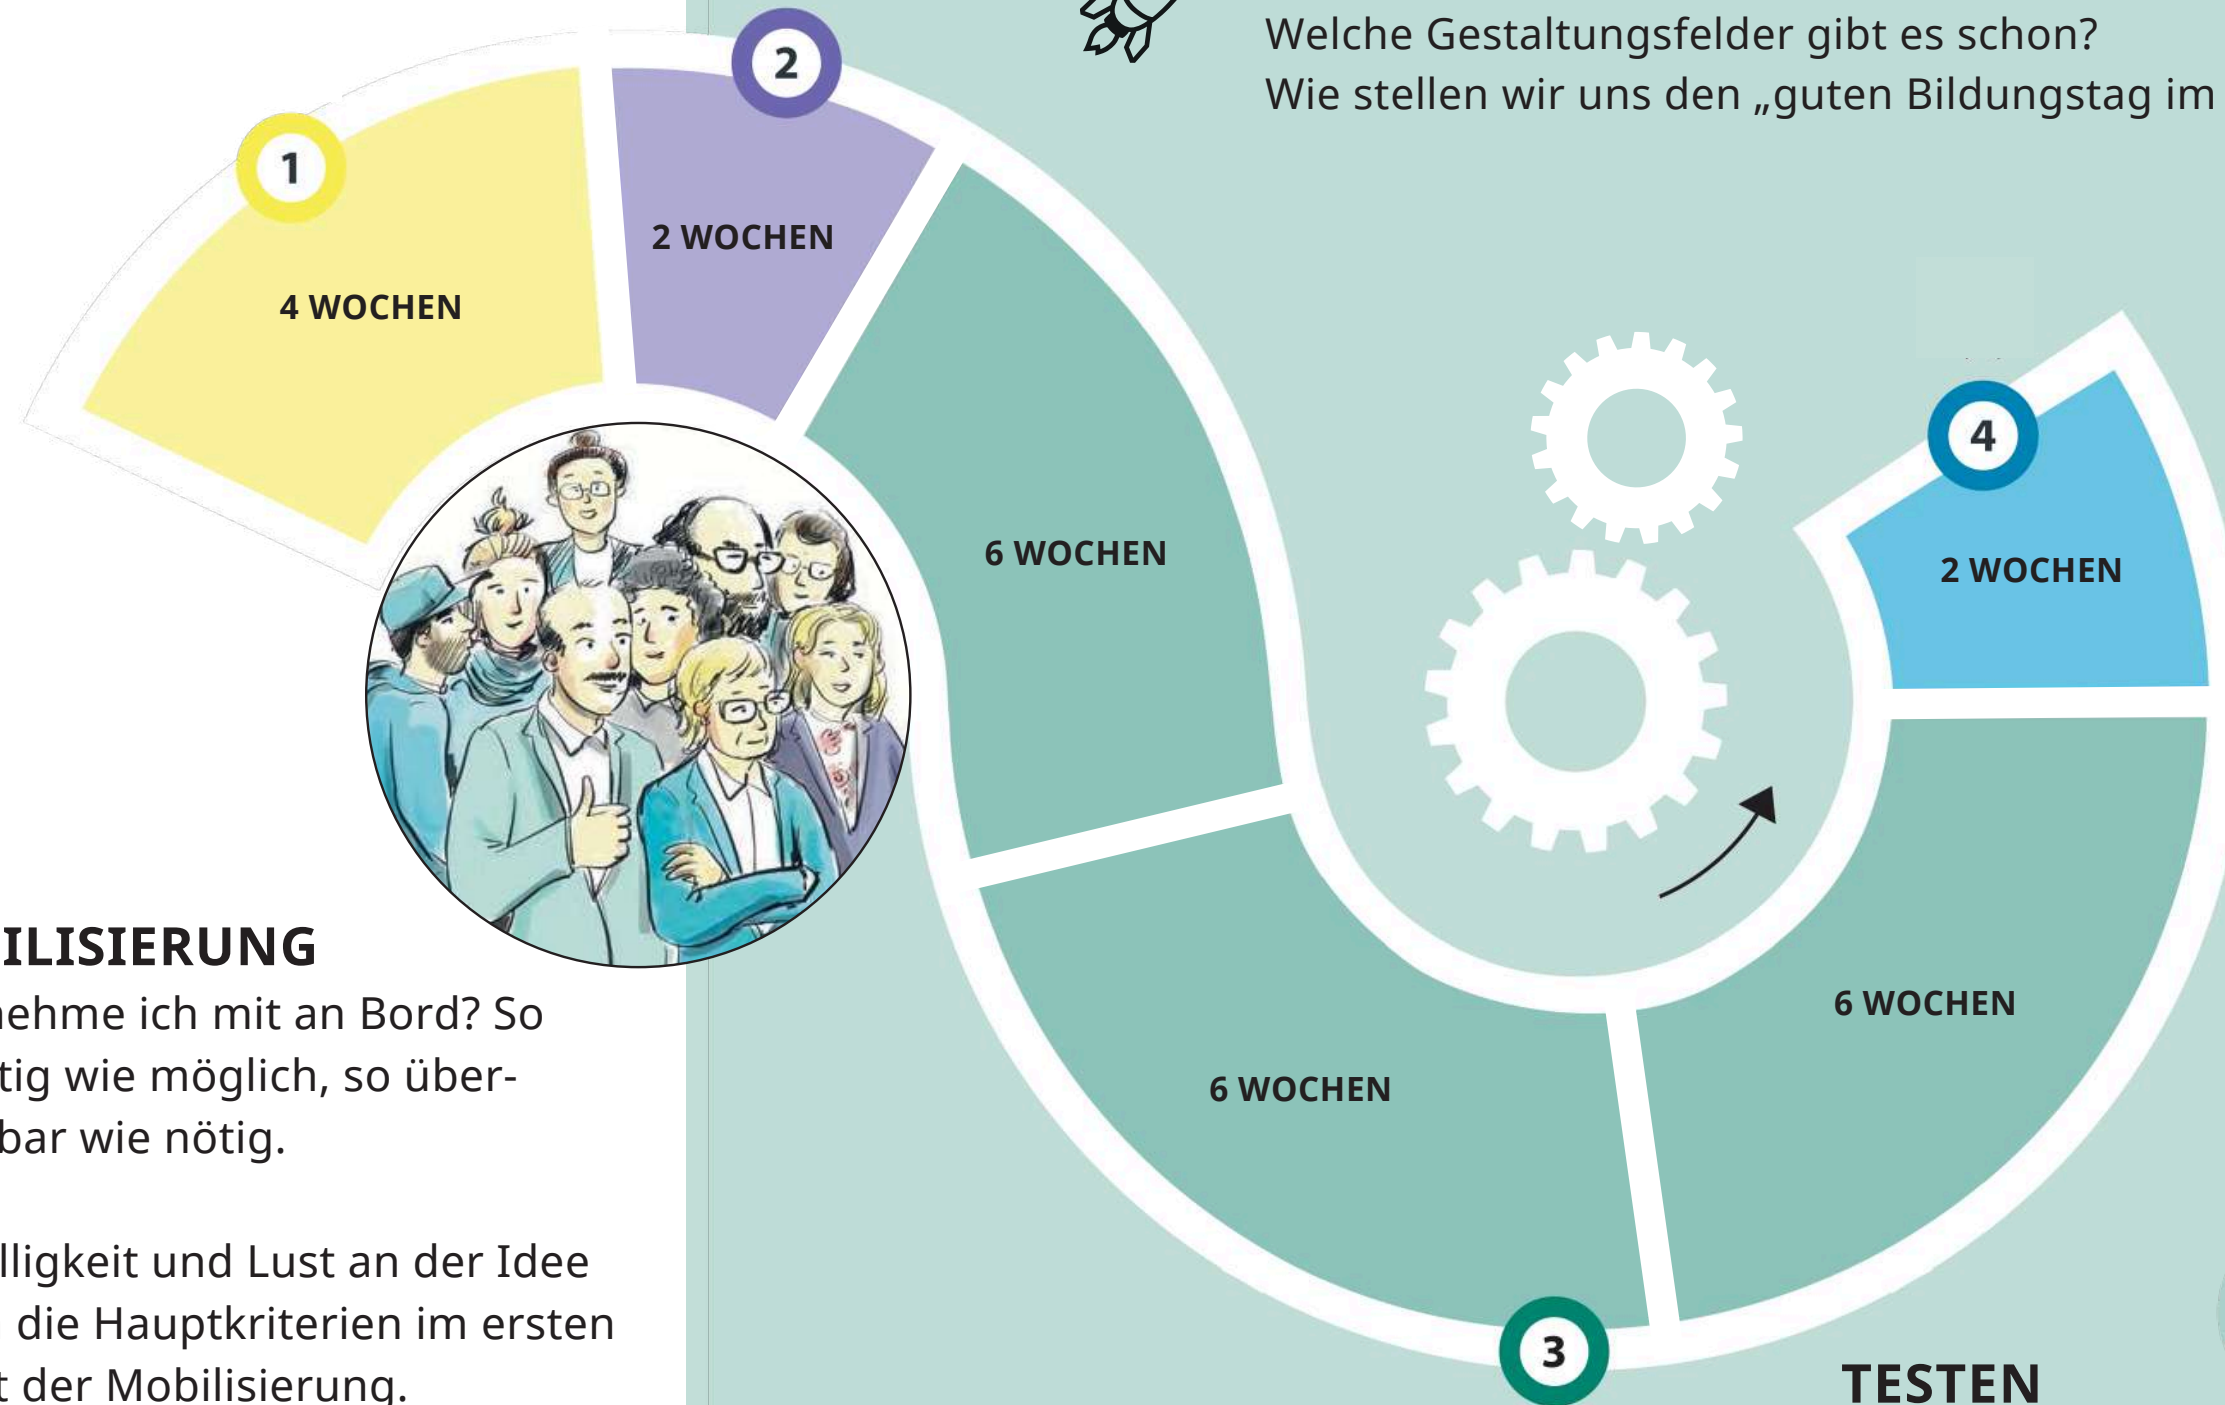 Welche Gestaltungsfelder gibt es schon?
Wie stellen wir uns den „guten Bildungstag im
2
1
2 WOCHEN
4 WOCHEN
6 WOCHEN
4
2 WOCHEN
6 WOCHEN
6 WOCHEN
3
ILISIERUNG
nehme ich mit an Bord? So
tig wie möglich, so über-
bar wie nötig.
lligkeit und Lust an der Idee
die Hauptkriterien im ersten
t der Mobilisierung.
TESTEN